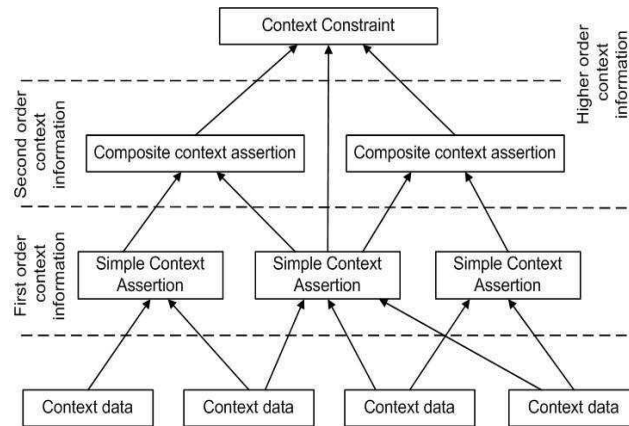 Context Constraint
Higher order
context
information
Second order
context
information
Composite context assertion
Composite context assertion
First order
context
information
Simple Context
Assertion
Simple Context
Assertion
Simple Context
Assertion
Context data
Context data
Context data
Context data